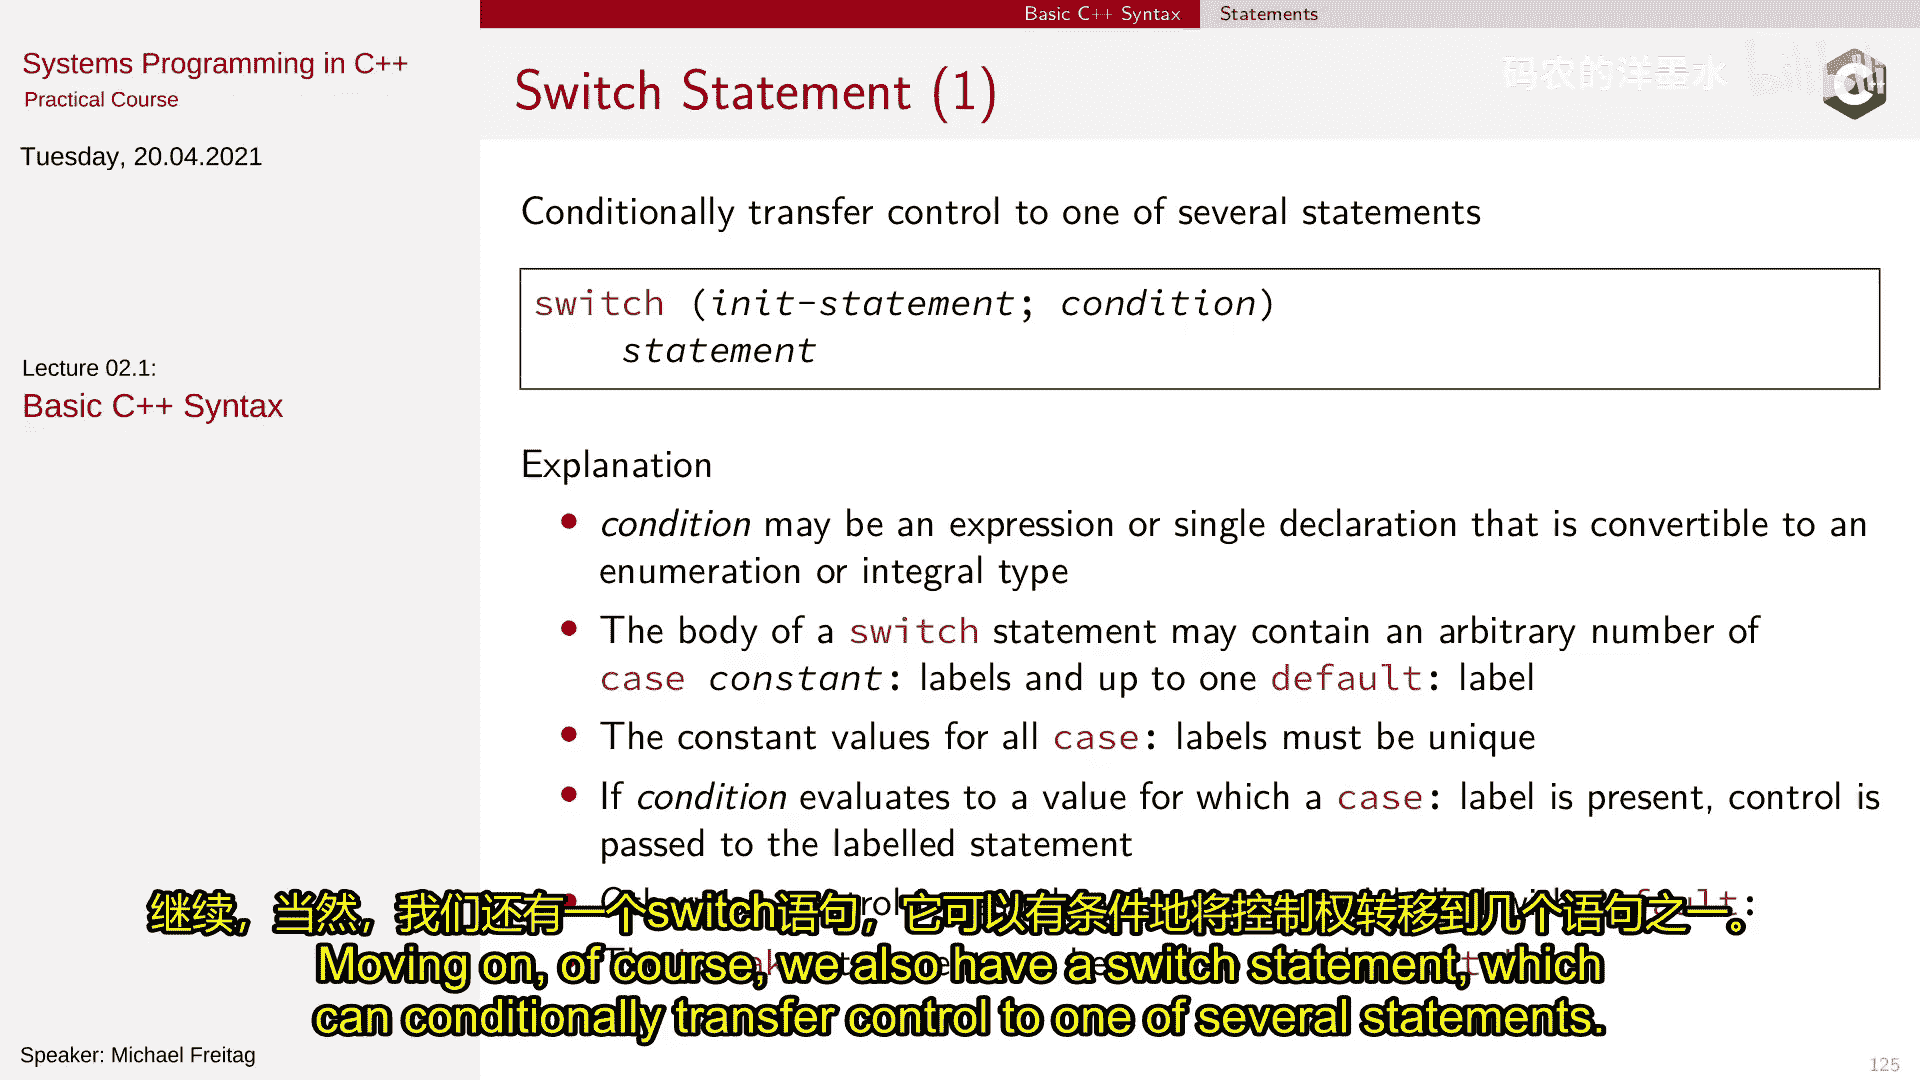 Basic C++ Syntax Statements
Systems Programming in C++
Practical Course
Tuesday, 20.04.2021
Lecture 02.1:
Basic C++ Syntax
Switch Statement (1)
码农的洋墨水
Conditionally transfer control to one of several statements
switch (init-statement; condition)
statement
Explanation
• condition may be an expression or single declaration that is convertible to an
enumeration or integral type
• The body of a switch statement may contain an arbitrary number of
case constant: labels and up to one default: label
• The constant values for all case: labels must be unique
• If condition evaluates to a value for which a case: label is present, control is
passed to the labelled statement
继续，当然，我们还有一个switch语句，它可以有条件地将控制权转移到几个语句之一。
Moving on, of course, we also have a switch statement, which
can conditionally transfer control to one of several statements.
Speaker: Michael Freitag
125